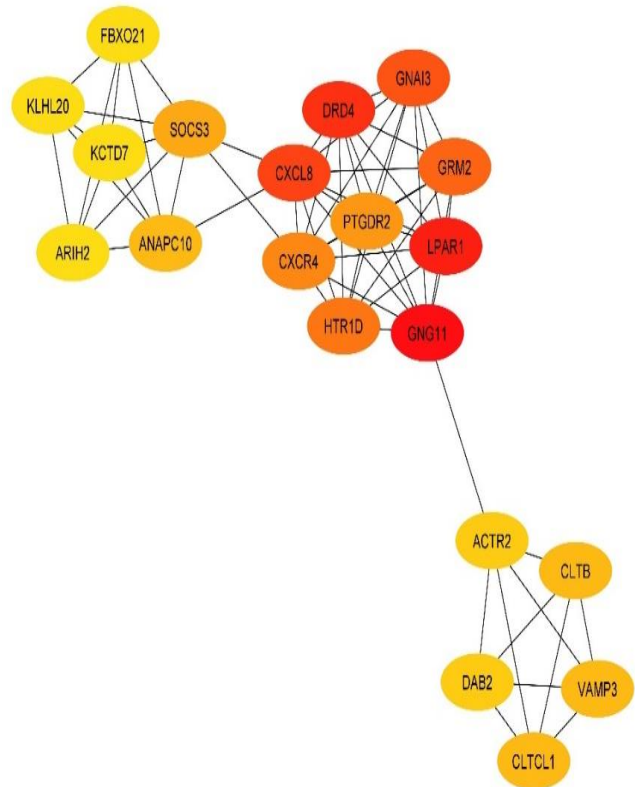 FBXO21
GNAI3
KLHL20
DRD4
SOCS3
KCTD7
CXCL8
GRM2
PTGDR2
ARIH2
ANAPC10
LPAR1
CXCR4
HTR1D
GNG11
ACTR2
CLTB
DAB2
VAMP3
CLTCL1